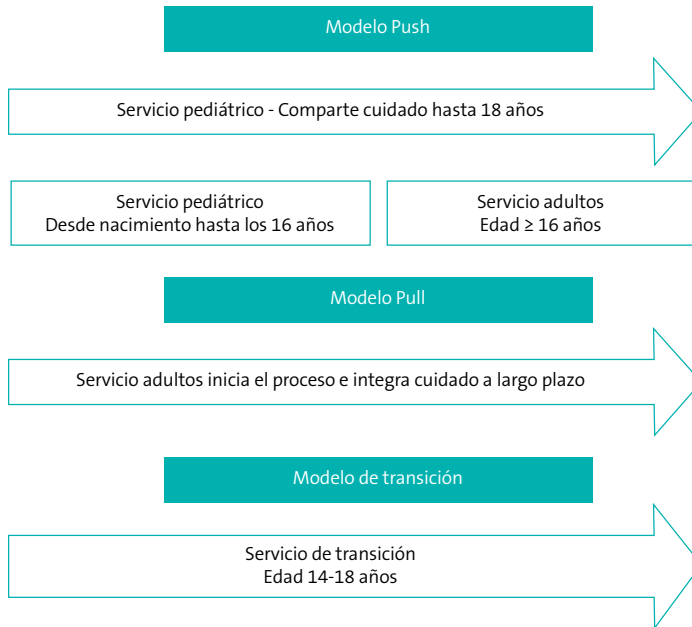 Modelo Push
Servicio pediátrico - Comparte cuidado hasta 18 años
Servicio pediátrico
Desde nacimiento hasta los 16 años
Servicio adultos
Edad ≥ 16 años
Modelo Pull
Servicio adultos inicia el proceso e integra cuidado a largo plazo
Modelo de transición
Servicio de transición
Edad 14-18 años